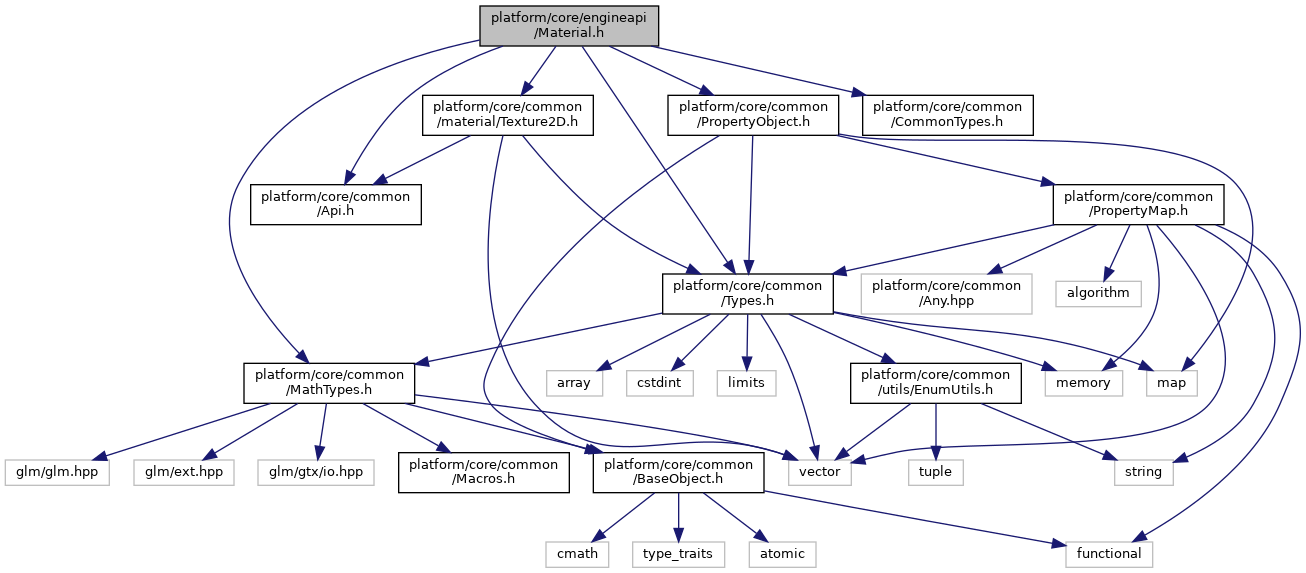 platform/core/engineapi
/Material.h
platform/core/common
/material/Texture2D.h
platform/core/common
/PropertyObject.h
platform/core/common
/CommonTypes.h
platform/core/common
/Api.h
platform/core/common
/PropertyMap.h
platform/core/common
/Types.h
platform/core/common
/Any.hpp
algorithm
platform/core/common
/MathTypes.h
array
cstdint
limits
platform/core/common
/utils/EnumUtils.h
memory
map
glm/glm.hpp
glm/ext.hpp
glm/gtx/io.hpp
platform/core/common
/Macros.h
platform/core/common
/BaseObject.h
vector
tuple
string
cmath
type_traits
atomic
functional